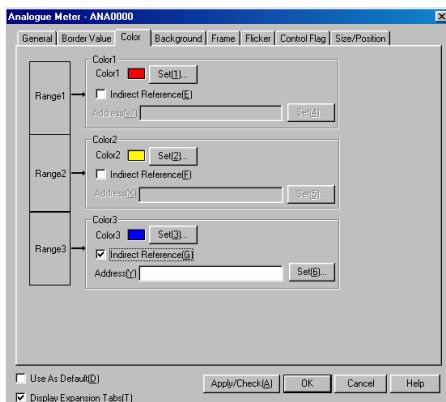 Analogue Meter - ANA0000
General Border Value Color Background Frame Flicker Control Flag Size/Position
Color1
Color1 Set(1)...
Range1
Indirect Reference(E)
Address(W) Set(4)...
Color2
Color2 Set(2)...
Range2
Indirect Reference(F)
Address(X) Set(5)...
Color3
Color3 Set(3)...
Range3
Indirect Reference(G)
Address(Y) Set(6)...
Use As Default(D)
Apply/Check(A) OK Cancel Help
Display Expansion Tabs(T)